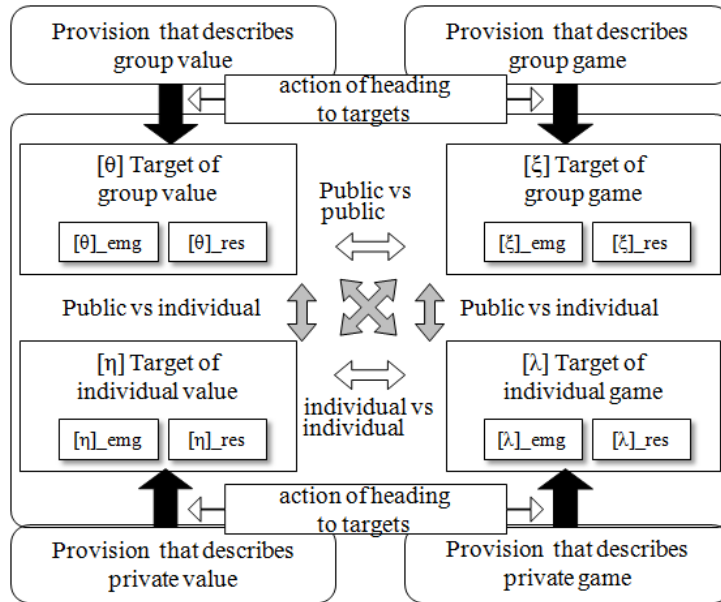 Provision that describes
group value
Provision that describes
group game
action of heading
to targets
[θ] Target of
group value
[θ]_emg
[θ]_res
Public vs
public
[ξ] Target of
group game
[ξ]_emg
[ξ]_res
Public vs individual
Public vs individual
[η] Target of
individual value
[η]_emg
[η]_res
individual vs
individual
[λ] Target of
individual game
[λ]_emg
[λ]_res
action of heading
to targets
Provision that describes
private value
Provision that describes
private game